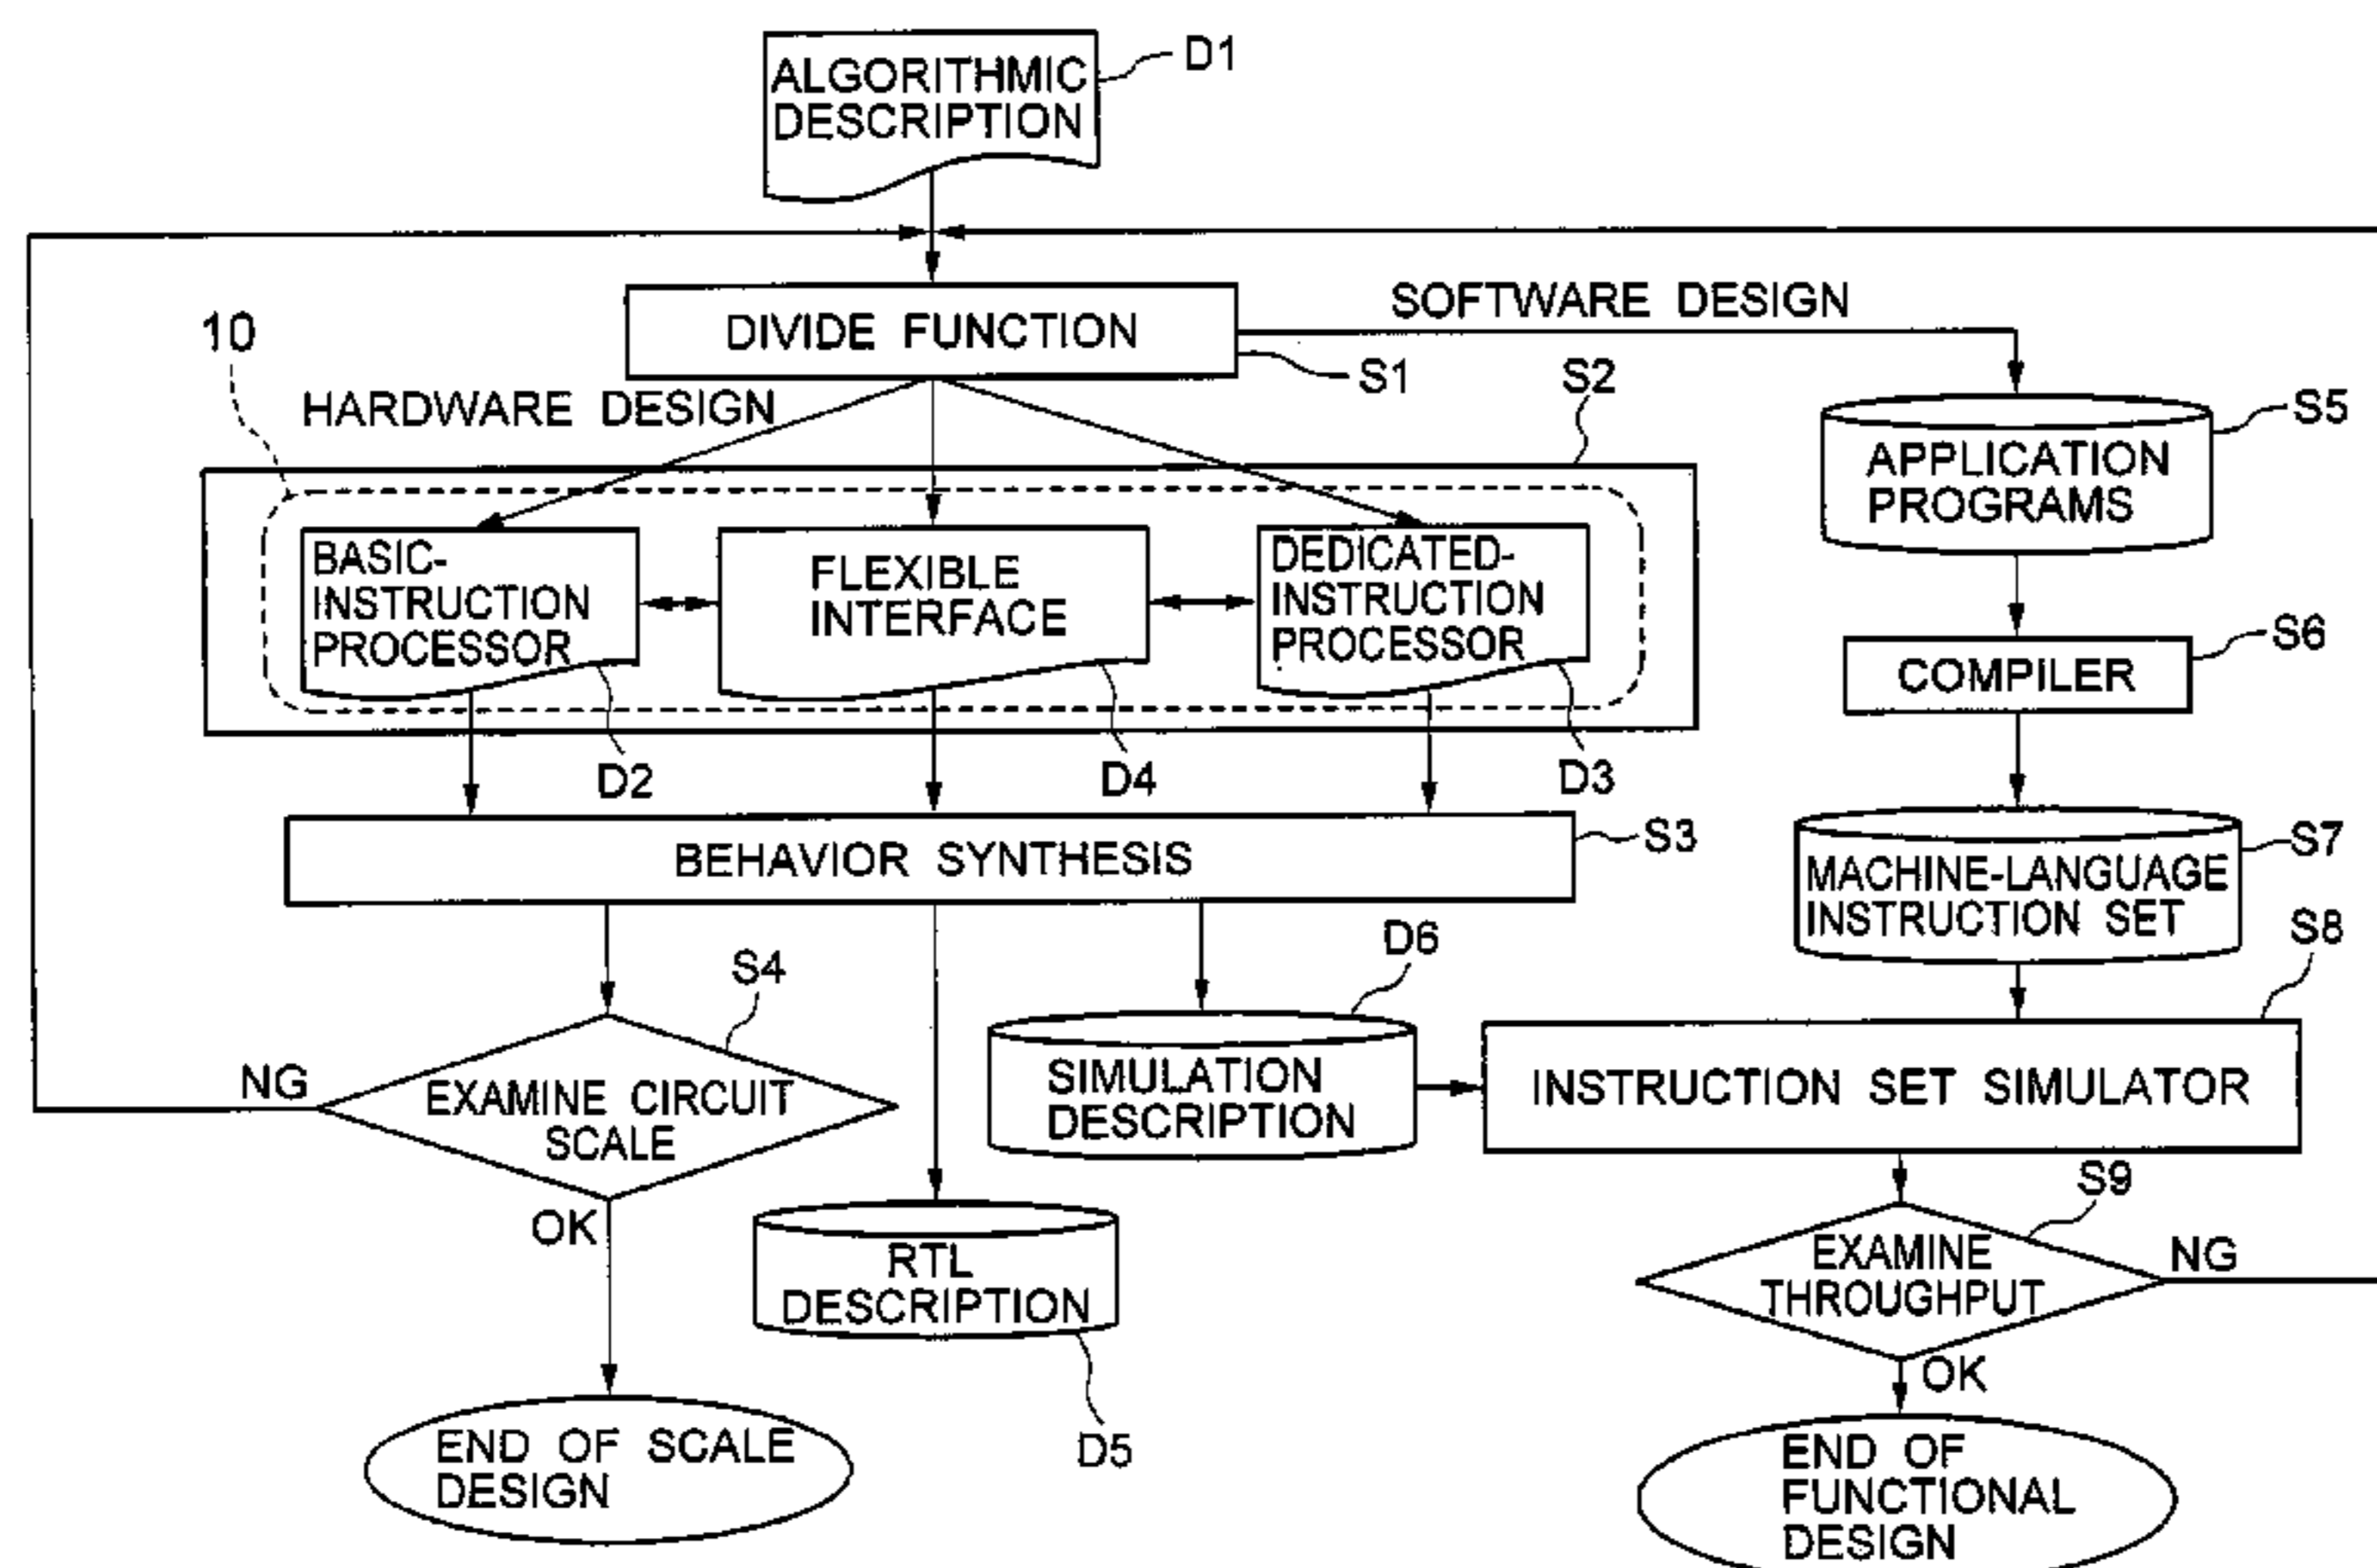 ALGORITHMIC
DESCRIPTION
D1
DIVIDE FUNCTION
S1
SOFTWARE DESIGN
HARDWARE DESIGN
10
S2
BASIC-
INSTRUCTION
PROCESSOR
FLEXIBLE
INTERFACE
DEDICATED-
INSTRUCTION
PROCESSOR
D2
D4
D3
APPLICATION
PROGRAMS
S5
COMPILER
S6
BEHAVIOR SYNTHESIS
S3
MACHINE-LANGUAGE
INSTRUCTION SET
S7
S4
NG
EXAMINE CIRCUIT
SCALE
OK
D6
SIMULATION
DESCRIPTION
S8
INSTRUCTION SET SIMULATOR
RTL
DESCRIPTION
D5
S9
EXAMINE
THROUGHPUT
NG
OK
END OF SCALE
DESIGN
END OF
FUNCTIONAL
DESIGN